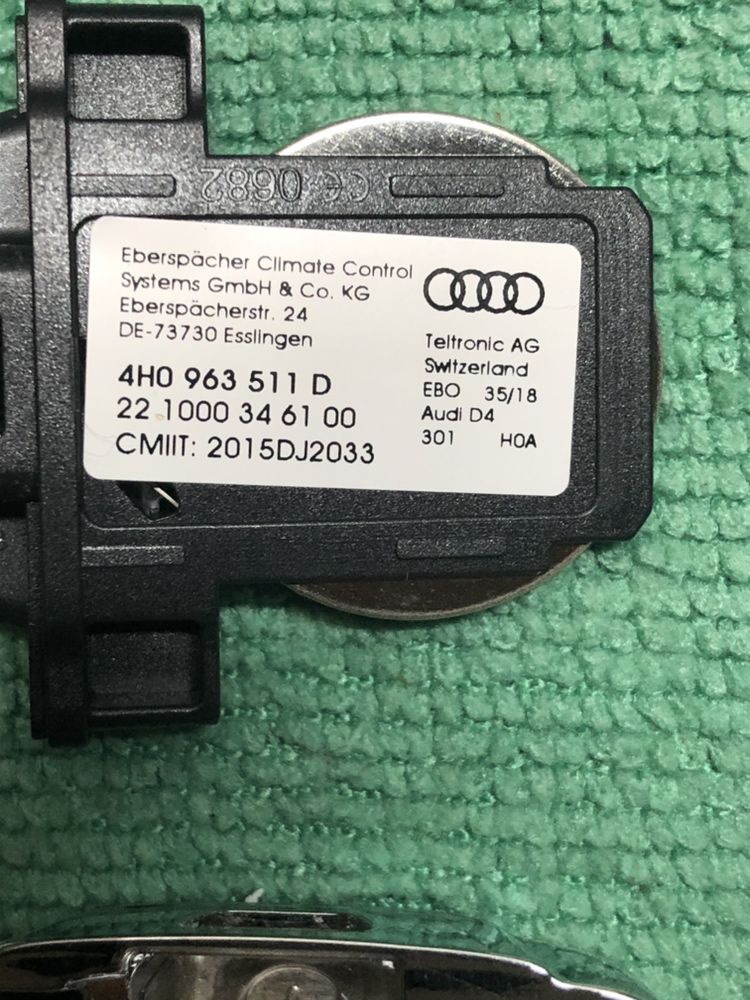 CE 0682
Eberspächer Climate Control
Systems GmbH & Co. KG
Eberspächerstr. 24
DE-73730 Esslingen
4H0 963 511 D
22 1000 34 61 00
CMIIT: 2015DJ2033
Teltronic AG
Switzerland
EBO 35/18
Audi D4
301 H0A